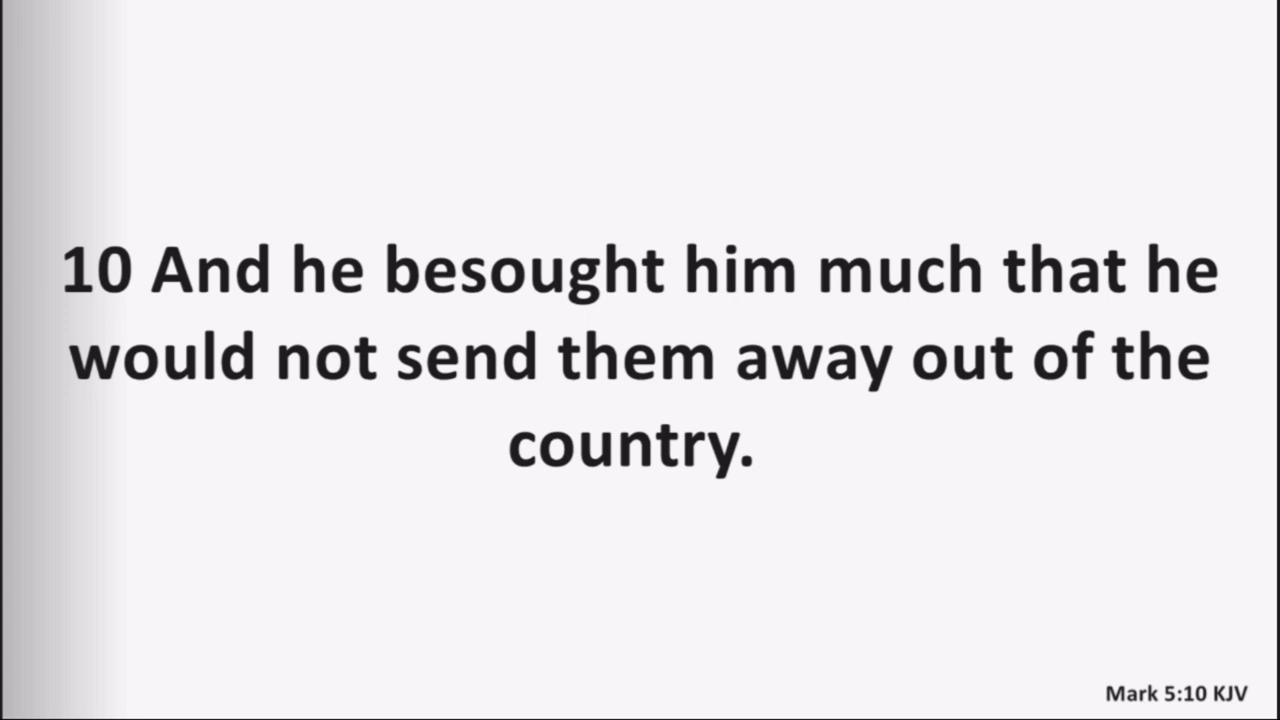 10 And he besought him much that he
would not send them away out of the
country.
Mark 5:10 KJV